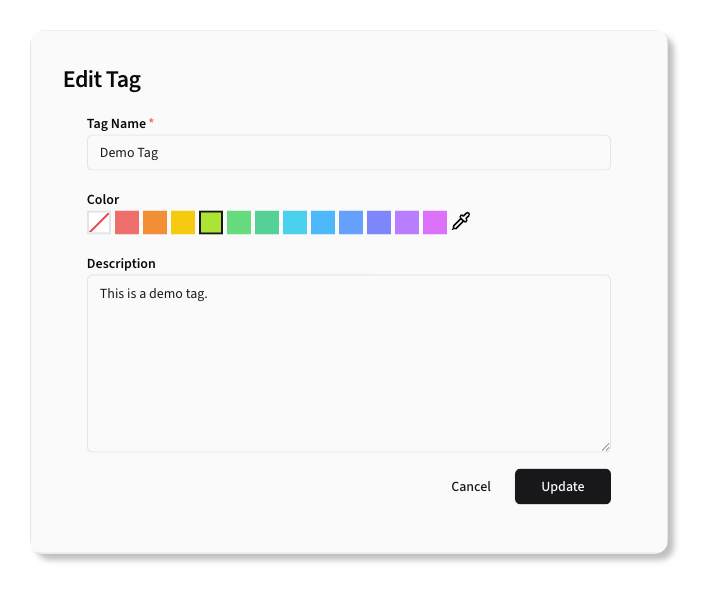 Edit Tag
Tag Name *
Demo Tag
Color
Description
This is a demo tag.
Cancel Update